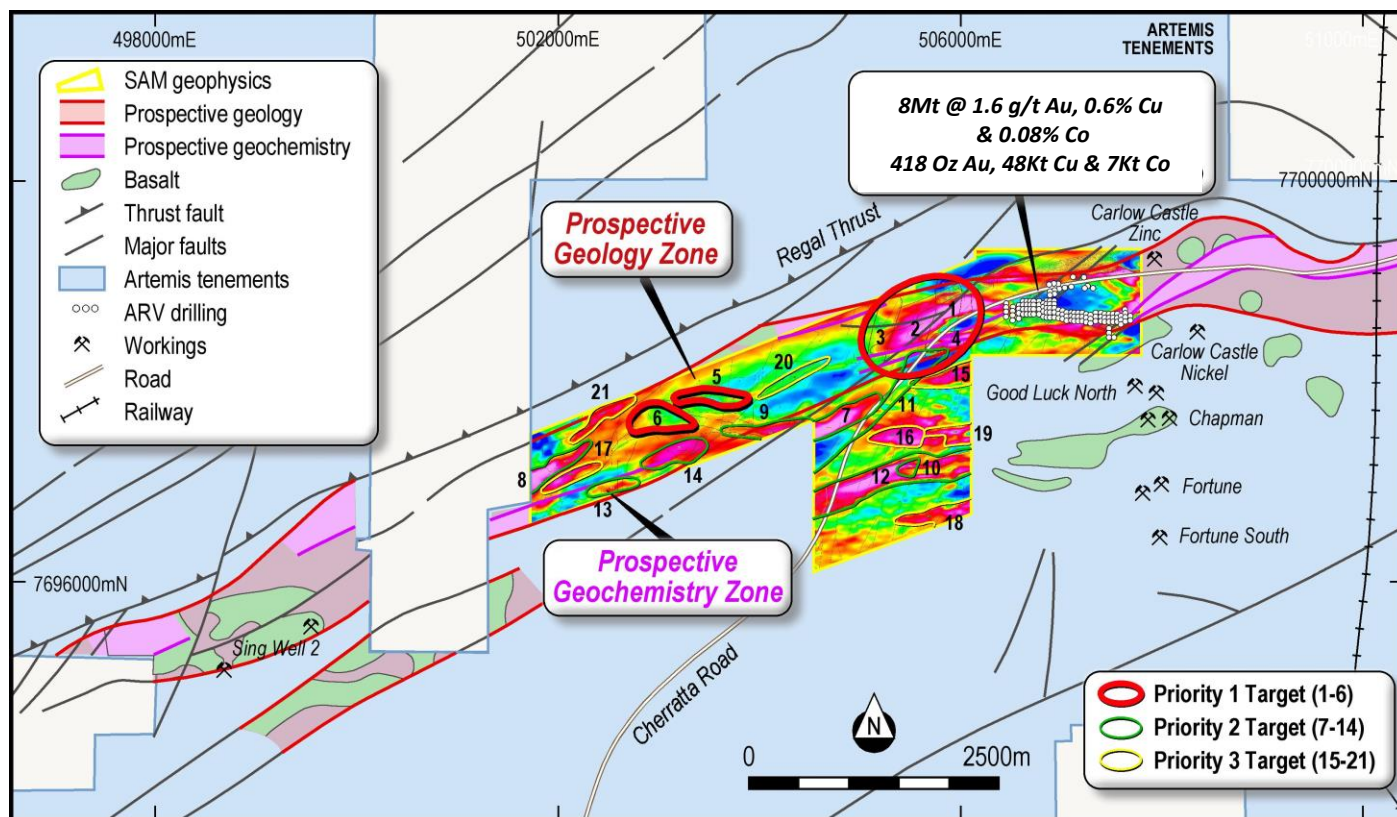 498000mE
502000mE
506000mE
ARTEMIS
TENEMENTS
51000mE
SAM geophysics
Prospective geology
Prospective geochemistry
Basalt
Thrust fault
Major faults
Artemis tenements
ARV drilling
Workings
Road
Railway
8Mt @ 1.6 g/t Au, 0.6% Cu
& 0.08% Co
418 Oz Au, 48Kt Cu & 7Kt Co
7700000mN
Carlow Castle
Zinc
Prospective
Geology Zone
Regal Thrust
1
2
3
4
20
5
15
Carlow Castle
Nickel
21
6
9
7
11
Good Luck North
Chapman
17
16
19
14
10
12
8
13
Fortune
18
Fortune South
Prospective
Geochemistry Zone
7696000mN
Sing Well 2
Cherratta Road
N
0
2500m
Priority 1 Target (1-6)
Priority 2 Target (7-14)
Priority 3 Target (15-21)